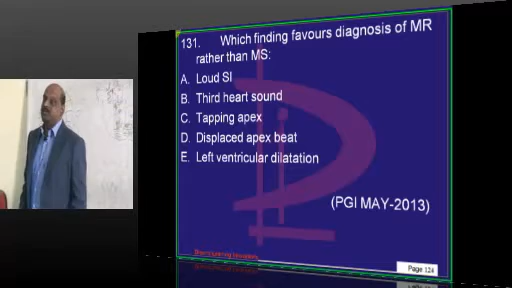 131. Which finding favours diagnosis of MR
rather than MS:
A. Loud SI
B. Third heart sound
C. Tapping apex
D. Displaced apex beat
E. Left ventricular dilatation
(PGI MAY-2013)
Page 124